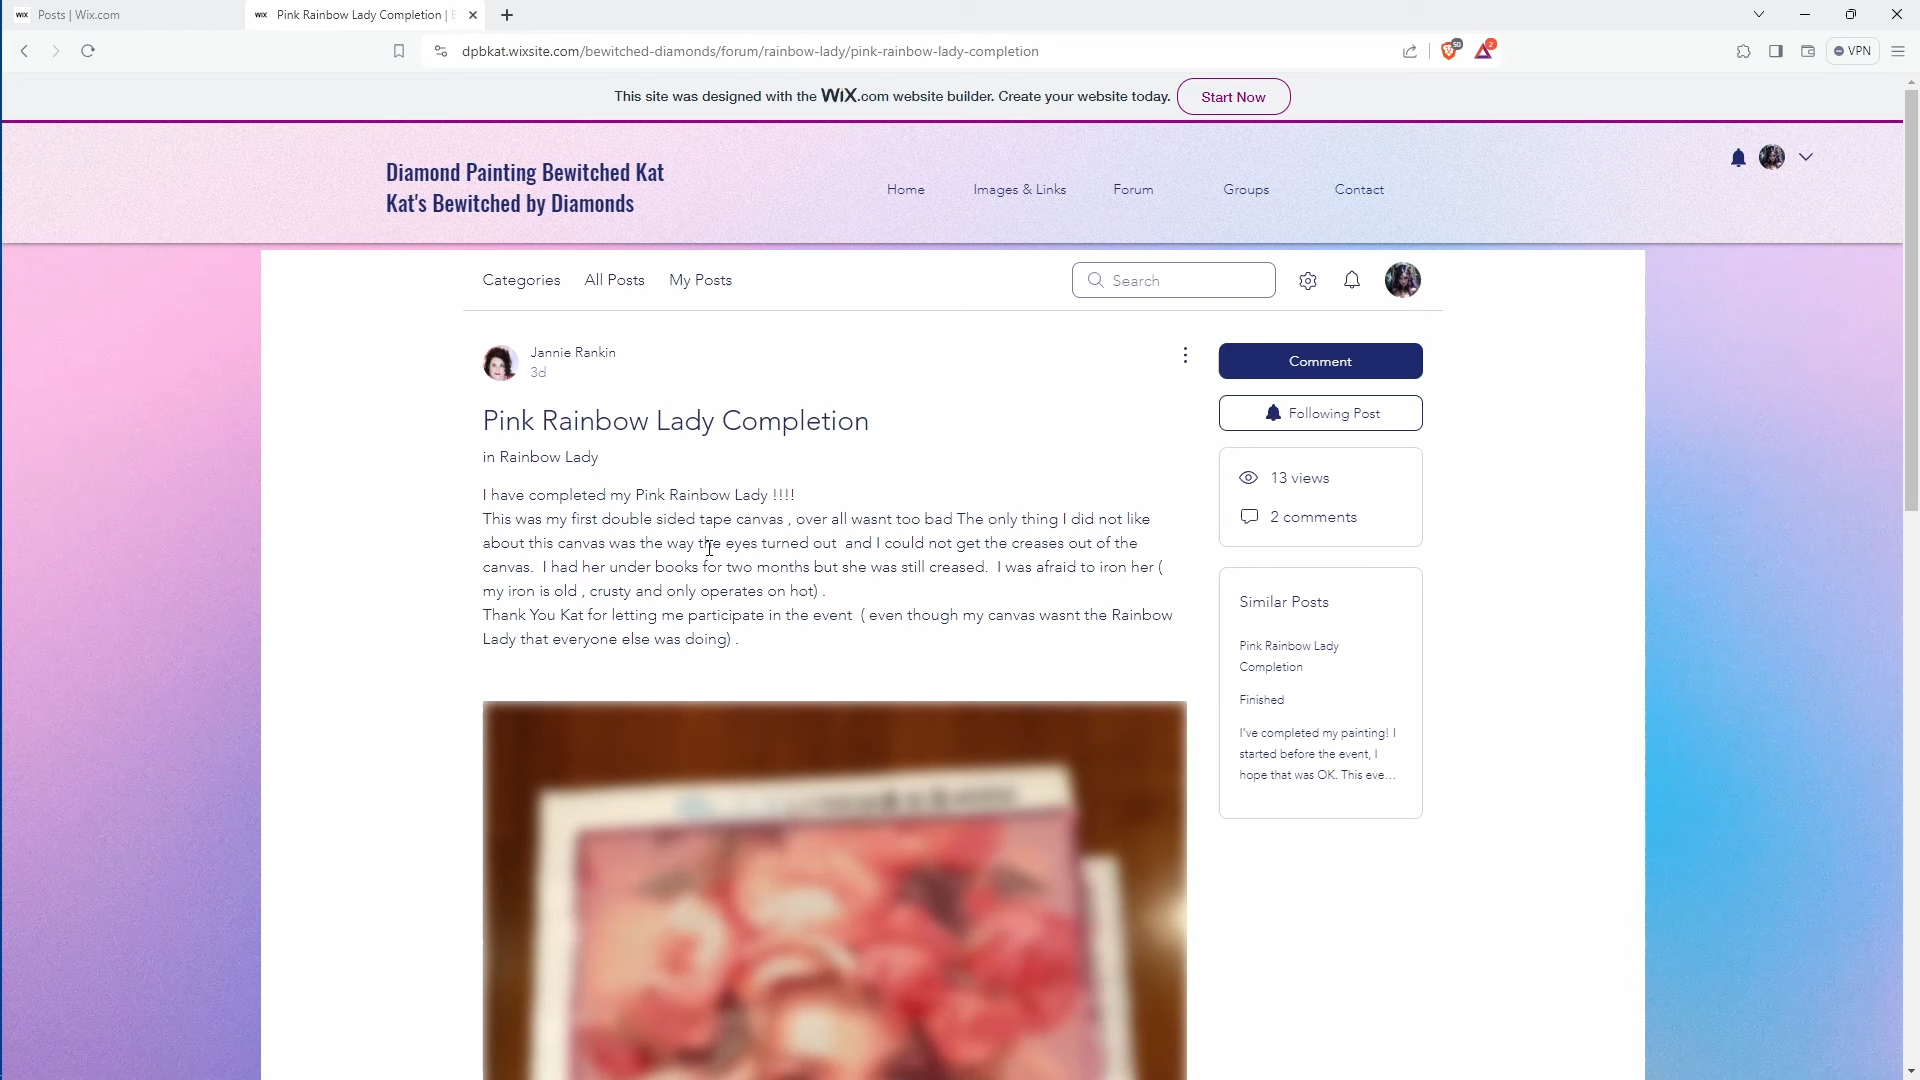 WiX Posts | Wix.com
WiX Pink Rainbow Lady Completion |
dpbkat.wixsite.com/bewitched-diamonds/forum/rainbow-lady/pink-rainbow-lady-completion
50
2
VPN
This site was designed with the WiX.com website builder. Create your website today. Start Now
Diamond Painting Bewitched Kat
Kat's Bewitched by Diamonds
Home Images & Links Forum Groups Contact
Categories All Posts My Posts Search
Jannie Rankin
3d
Comment
Following Post
Pink Rainbow Lady Completion
in Rainbow Lady
I have completed my Pink Rainbow Lady !!!!
This was my first double sided tape canvas , over all wasnt too bad The only thing I did not like
about this canvas was the way the eyes turned out  and I could not get the creases out of the
canvas.  I had her under books for two months but she was still creased.  I was afraid to iron her (
my iron is old , crusty and only operates on hot) .
Thank You Kat for letting me participate in the event  ( even though my canvas wasnt the Rainbow
Lady that everyone else was doing) .
13 views
2 comments
Similar Posts
Pink Rainbow Lady
Completion
Finished
I've completed my painting! I
started before the event, I
hope that was OK. This eve...